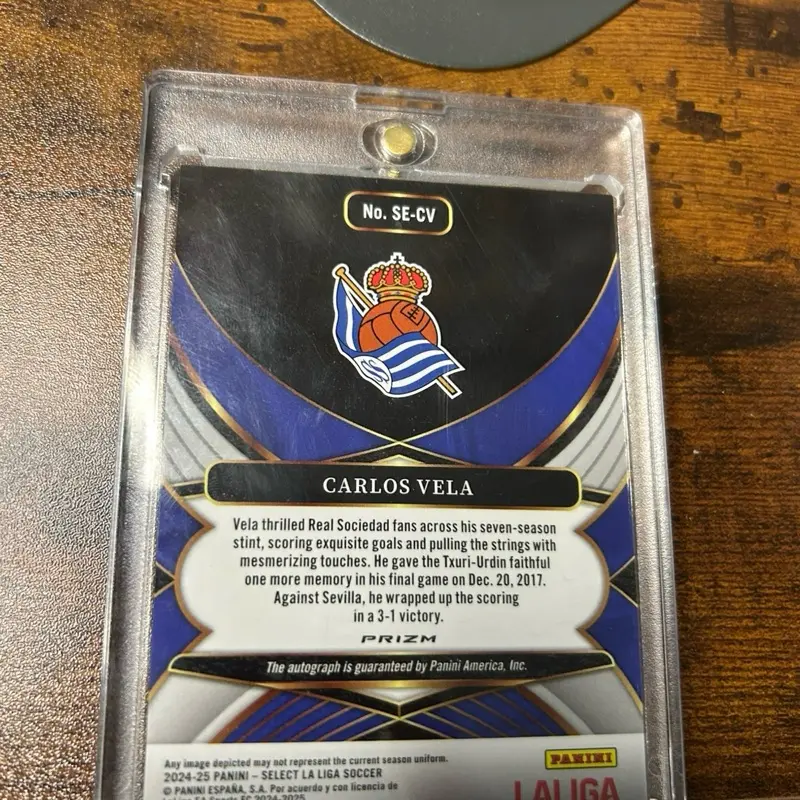 No. SE-CV
CARLOS VELA
Vela thrilled Real Sociedad fans across his seven-season
stint, scoring exquisite goals and pulling the strings with
mesmerizing touches. He gave the Txuri-Urdin faithful
one more memory in his final game on Dec. 20, 2017.
Against Sevilla, he wrapped up the scoring
in a 3-1 victory.
PRIZM
The autograph is guaranteed by Panini America, Inc.
Any image depicted may not represent the current season uniform.
2024-25 PANINI – SELECT LA LIGA SOCCER
© PANINI ESPAÑA, S.A. Por acuerdo y con licencia de
2024-2025
PANINI
LALIGA